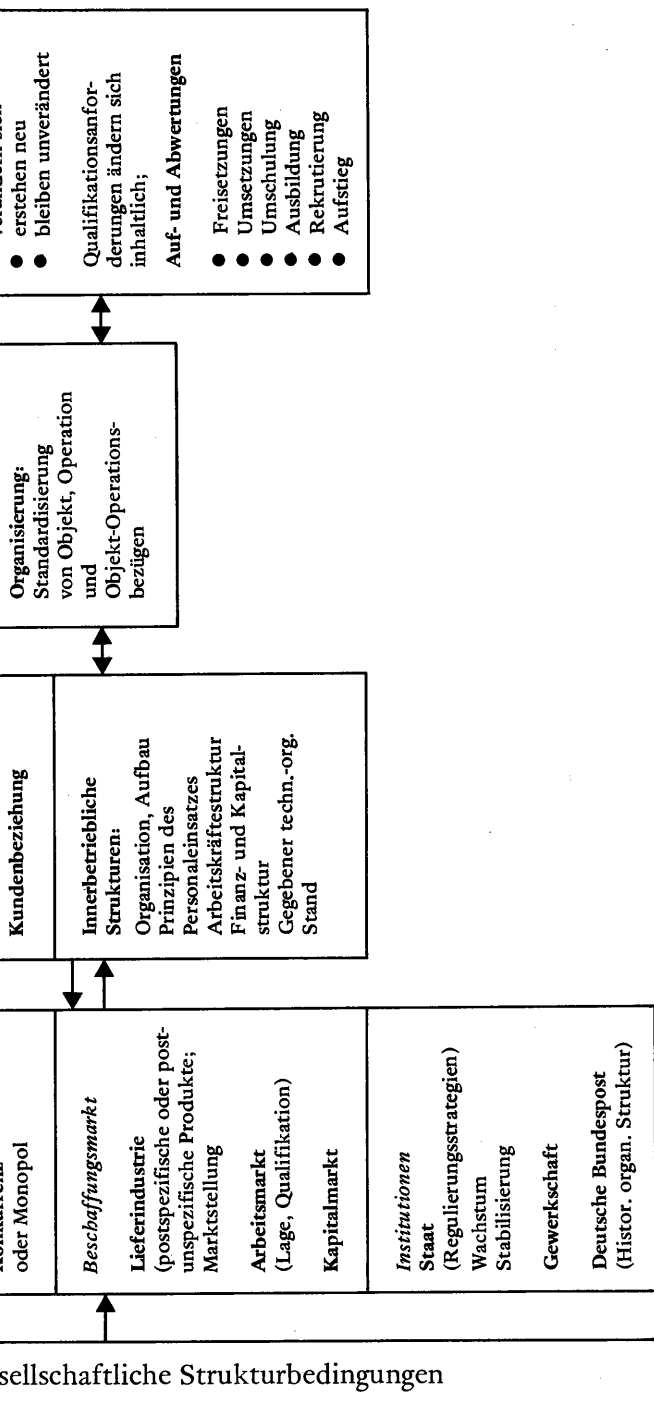 oder Monopol
Beschaffungsmarkt
Lieferindustrie
(postspezifische oder post-
unspezifische Produkte;
Marktstellung
Arbeitsmarkt
(Lage, Qualifikation)
Kapitalmarkt
Institutionen
Staat
(Regulierungsstrategien)
Wachstum
Stabilisierung
Gewerkschaft
Deutsche Bundespost
(Histor. organ. Struktur)
Kundenbeziehung
Innerbetriebliche
Strukturen:
Organisation, Aufbau
Prinzipien des
Personaleinsatzes
Arbeitskräftestruktur
Finanz- und Kapital-
struktur
Gegebener techn.-org.
Stand
Organisierung:
Standardisierung
von Objekt, Operation
und
Objekt-Operations-
bezügen
● erstehen neu
● bleiben unverändert
Qualifikationsanfor-
derungen ändern sich
inhaltlich;
Auf- und Abwertungen
● Freisetzungen
● Umsetzungen
● Umschulung
● Ausbildung
● Rekrutierung
● Aufstieg
sellschaftliche Strukturbedingungen